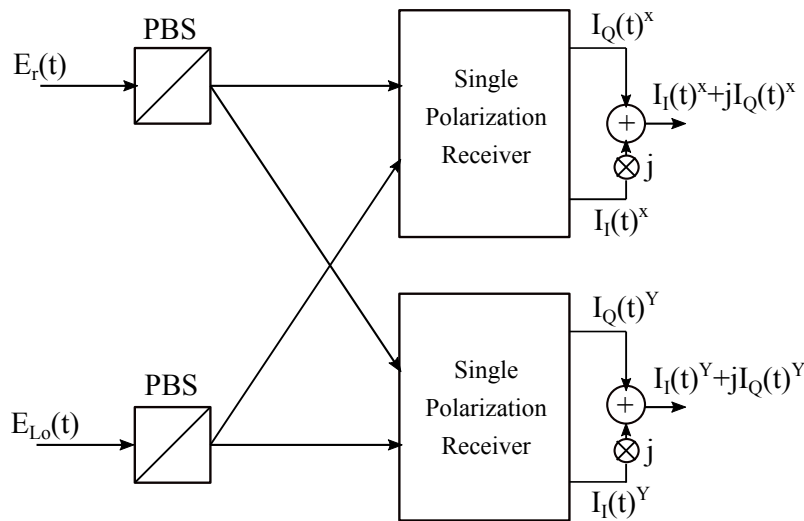 PBS
E_r(t)
Single
Polarization
Receiver
I_Q(t)^x
+
I_I(t)^x+jI_Q(t)^x
j
I_I(t)^x
PBS
E_Lo(t)
Single
Polarization
Receiver
I_Q(t)^Y
+
I_I(t)^Y+jI_Q(t)^Y
j
I_I(t)^Y